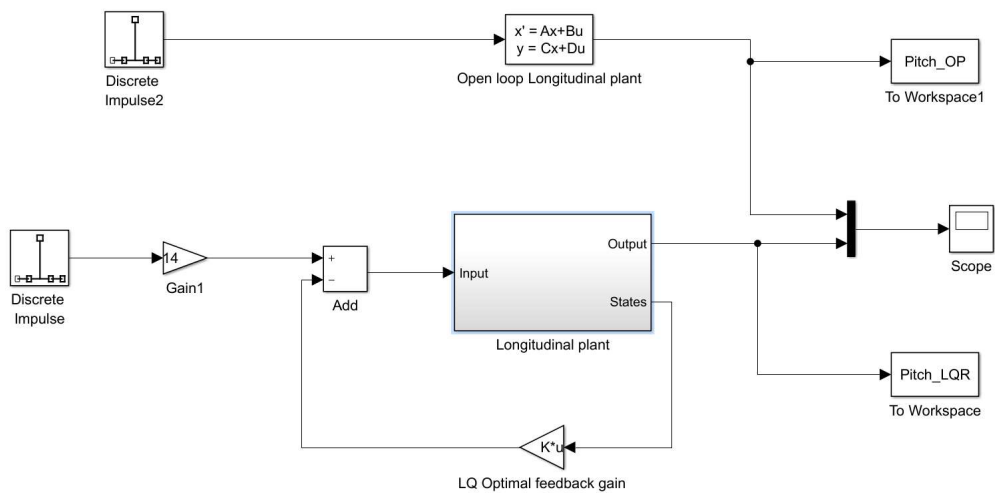 x' = Ax+Bu
y = Cx+Du
Open loop Longitudinal plant
Discrete
Impulse2
Pitch_OP
To Workspace1
Discrete
Impulse
14
Gain1
+
−
Add
Input
Output
States
Longitudinal plant
Scope
Pitch_LQR
To Workspace
K*u
LQ Optimal feedback gain